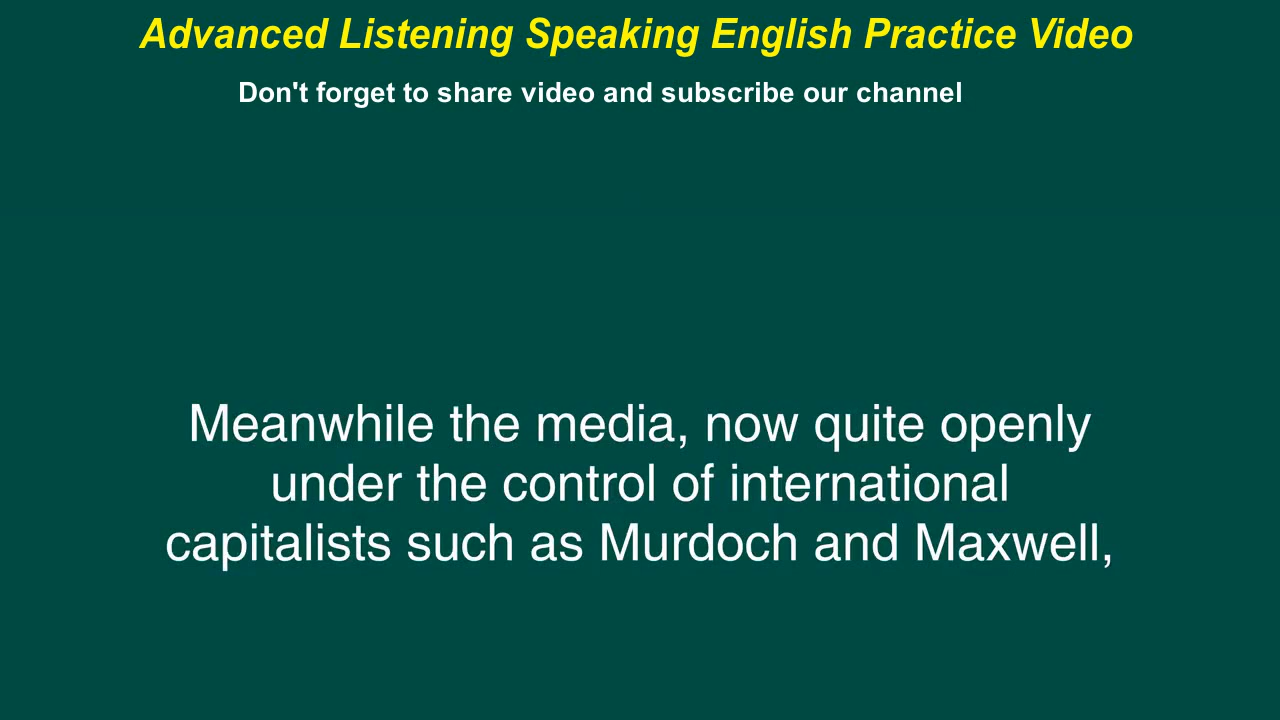 Advanced Listening Speaking English Practice Video
Don't forget to share video and subscribe our channel
Meanwhile the media, now quite openly
under the control of international
capitalists such as Murdoch and Maxwell,